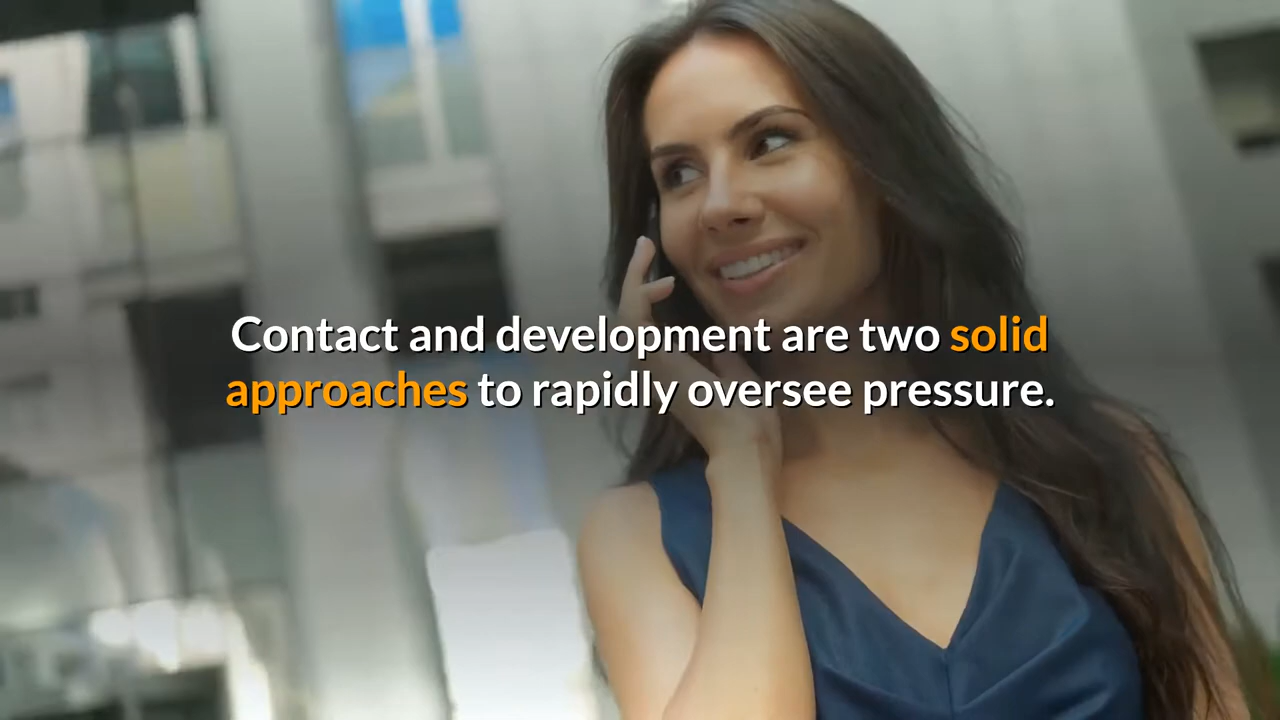 Contact and development are two solid
approaches to rapidly oversee pressure.